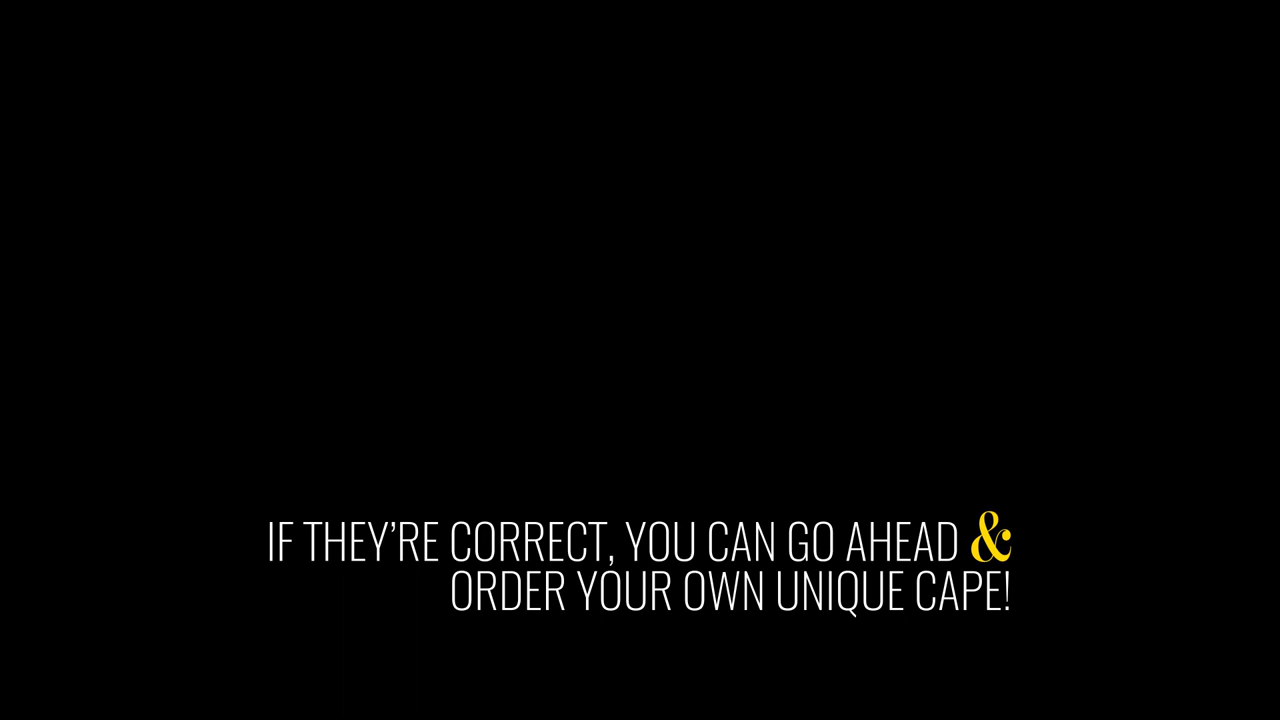 IF THEY’RE CORRECT, YOU CAN GO AHEAD &
ORDER YOUR OWN UNIQUE CAPE!